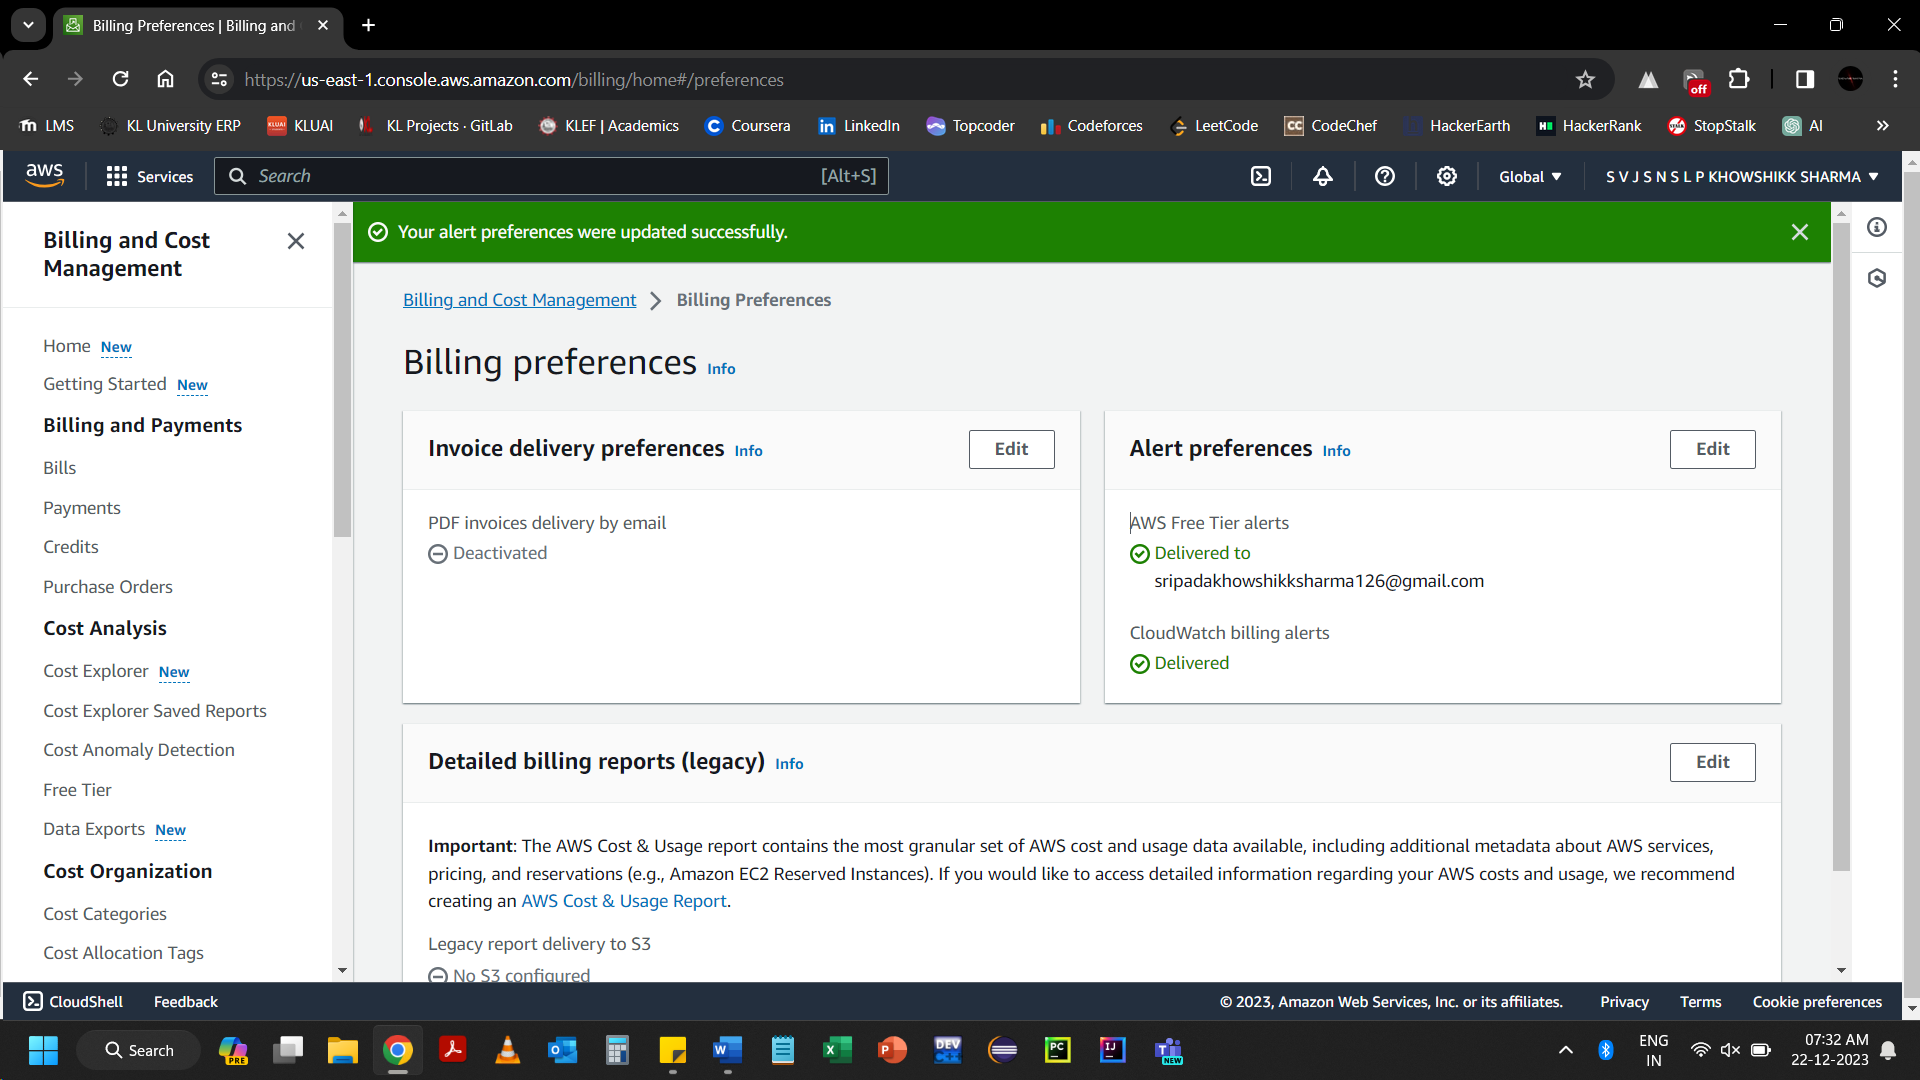 Billing Preferences | Billing and
https://us-east-1.console.aws.amazon.com/billing/home#/preferences
off
LMS KL University ERP KLUAI KLUAI KL Projects · GitLab KLEF | Academics Coursera LinkedIn Topcoder Codeforces LeetCode CC CodeChef HackerEarth HackerRank StopStalk AI
aws Services Search [Alt+S] Global S V J S N S L P KHOWSHIKK SHARMA
Billing and Cost
Management
Home New
Getting Started New
Billing and Payments
Bills
Payments
Credits
Purchase Orders
Cost Analysis
Cost Explorer New
Cost Explorer Saved Reports
Cost Anomaly Detection
Free Tier
Data Exports New
Cost Organization
Cost Categories
Cost Allocation Tags
Your alert preferences were updated successfully.
Billing and Cost Management Billing Preferences
Billing preferences Info
Invoice delivery preferences Info Edit
PDF invoices delivery by email
Deactivated
Alert preferences Info Edit
AWS Free Tier alerts
Delivered to
sripadakhowshikksharma126@gmail.com
CloudWatch billing alerts
Delivered
Detailed billing reports (legacy) Info Edit
Important: The AWS Cost & Usage report contains the most granular set of AWS cost and usage data available, including additional metadata about AWS services,
pricing, and reservations (e.g., Amazon EC2 Reserved Instances). If you would like to access detailed information regarding your AWS costs and usage, we recommend
creating an AWS Cost & Usage Report.
Legacy report delivery to S3
No S3 configured
CloudShell Feedback © 2023, Amazon Web Services, Inc. or its affiliates. Privacy Terms Cookie preferences
Search PRE DEV C++ PC IJ NEW
ENG
IN
07:32 AM
22-12-2023